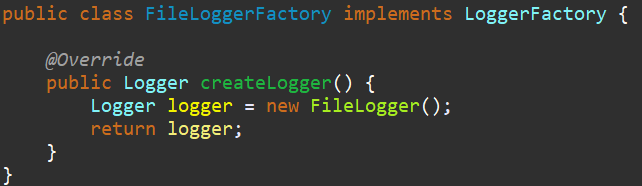 public class FileLoggerFactory implements LoggerFactory {
@Override
public Logger createLogger() {
Logger logger = new FileLogger();
return logger;
}
}